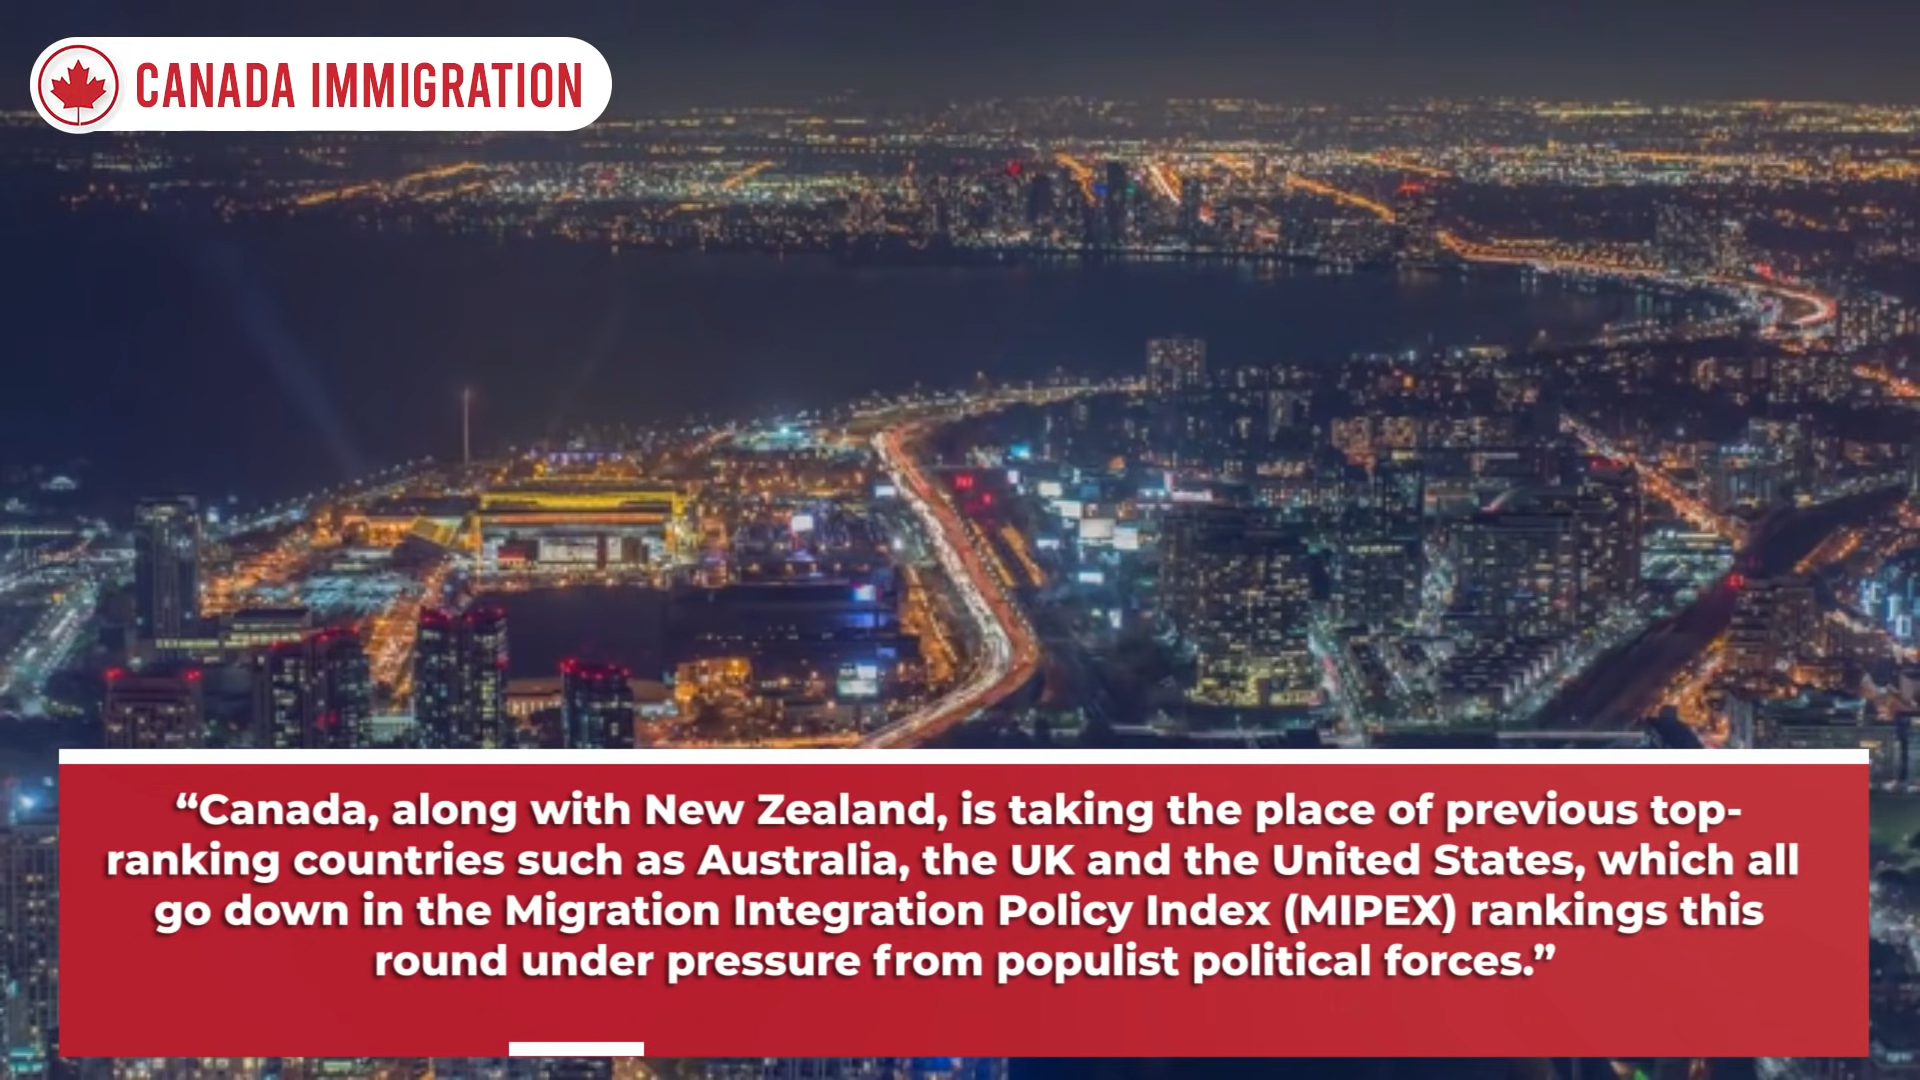 CANADA IMMIGRATION
“Canada, along with New Zealand, is taking the place of previous top-
ranking countries such as Australia, the UK and the United States, which all
go down in the Migration Integration Policy Index (MIPEX) rankings this
round under pressure from populist political forces.”